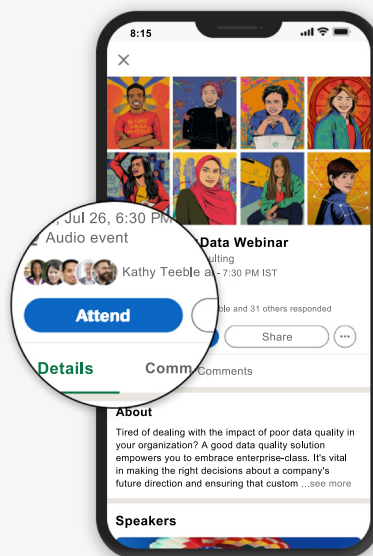 8:15
Data Webinar
ulting
, Jul 26, 6:30 PM
- 7:30 PM IST
Audio event
Kathy Teeble a
ble and 31 others responded
Attend
Share
Details
Comm
Comments
About
Tired of dealing with the impact of poor data quality in
your organization? A good data quality solution
empowers you to embrace enterprise-class. It's vital
in making the right decisions about a company's
future direction and ensuring that custom ...see more
Speakers